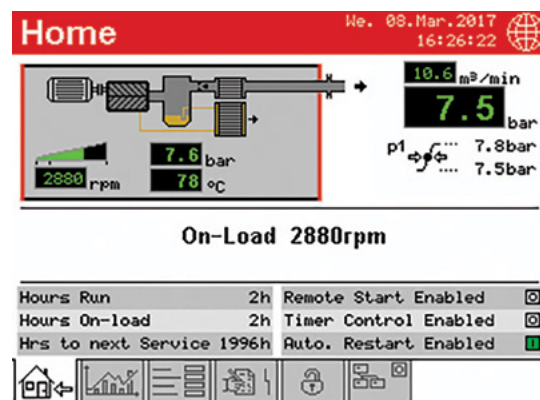 Home
We. 08.Mar.2017
16:26:22
10.6 m³/min
7.5 bar
p1 7.8bar
7.5bar
7.6 bar
2880 rpm
78 °C
On-Load 2880rpm
Hours Run 2h Remote Start Enabled
Hours On-load 2h Timer Control Enabled
Hrs to next Service 1996h Auto. Restart Enabled